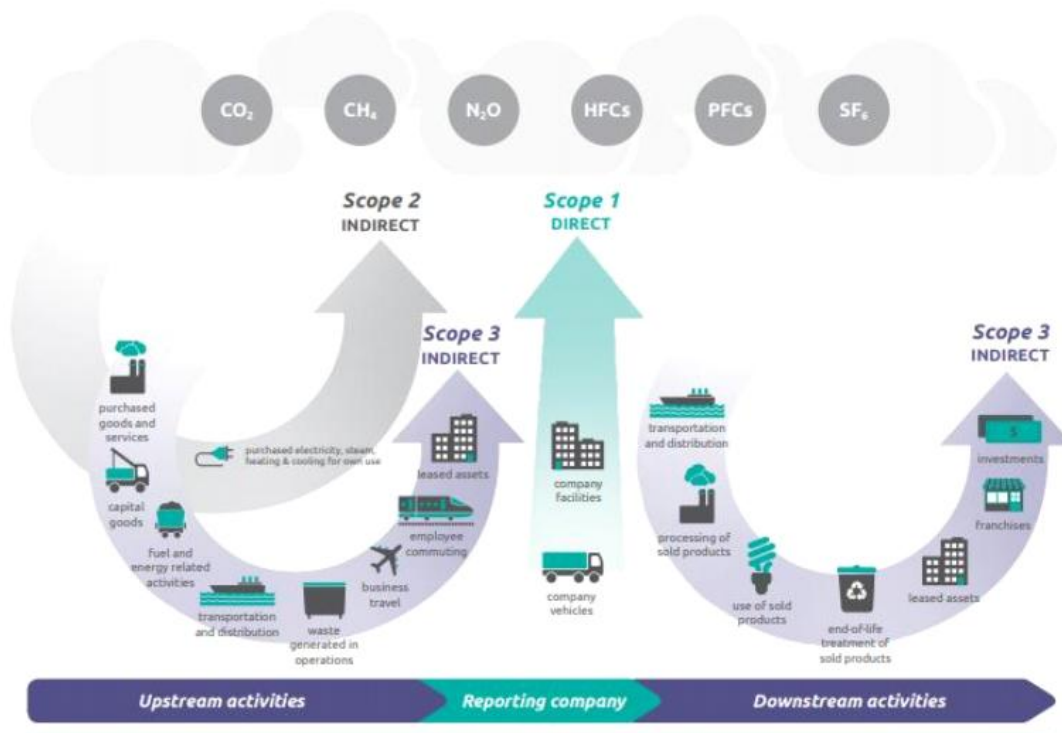 CO₂
CH₄
N₂O
HFCs
PFCs
SF₆
Scope 2
INDIRECT
Scope 1
DIRECT
Scope 3
INDIRECT
Scope 3
INDIRECT
purchased
goods and
services
capital
goods
fuel and
energy related
activities
transportation
and distribution
waste
generated in
operations
business
travel
employee
commuting
leased assets
purchased electricity, steam,
heating & cooling for own use
company
facilities
company
vehicles
transportation
and distribution
processing of
sold products
use of sold
products
end-of-life
treatment of
sold products
leased assets
franchises
$
investments
Upstream activities
Reporting company
Downstream activities